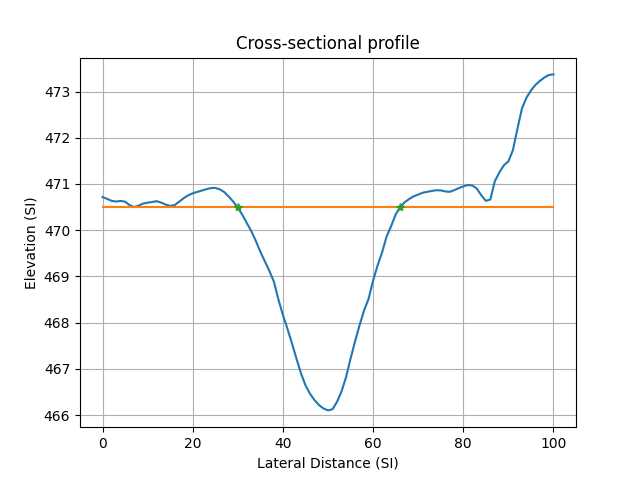 Cross-sectional profile
473
472
471
470
469
468
467
466
Elevation (SI)
0 20 40 60 80 100
Lateral Distance (SI)